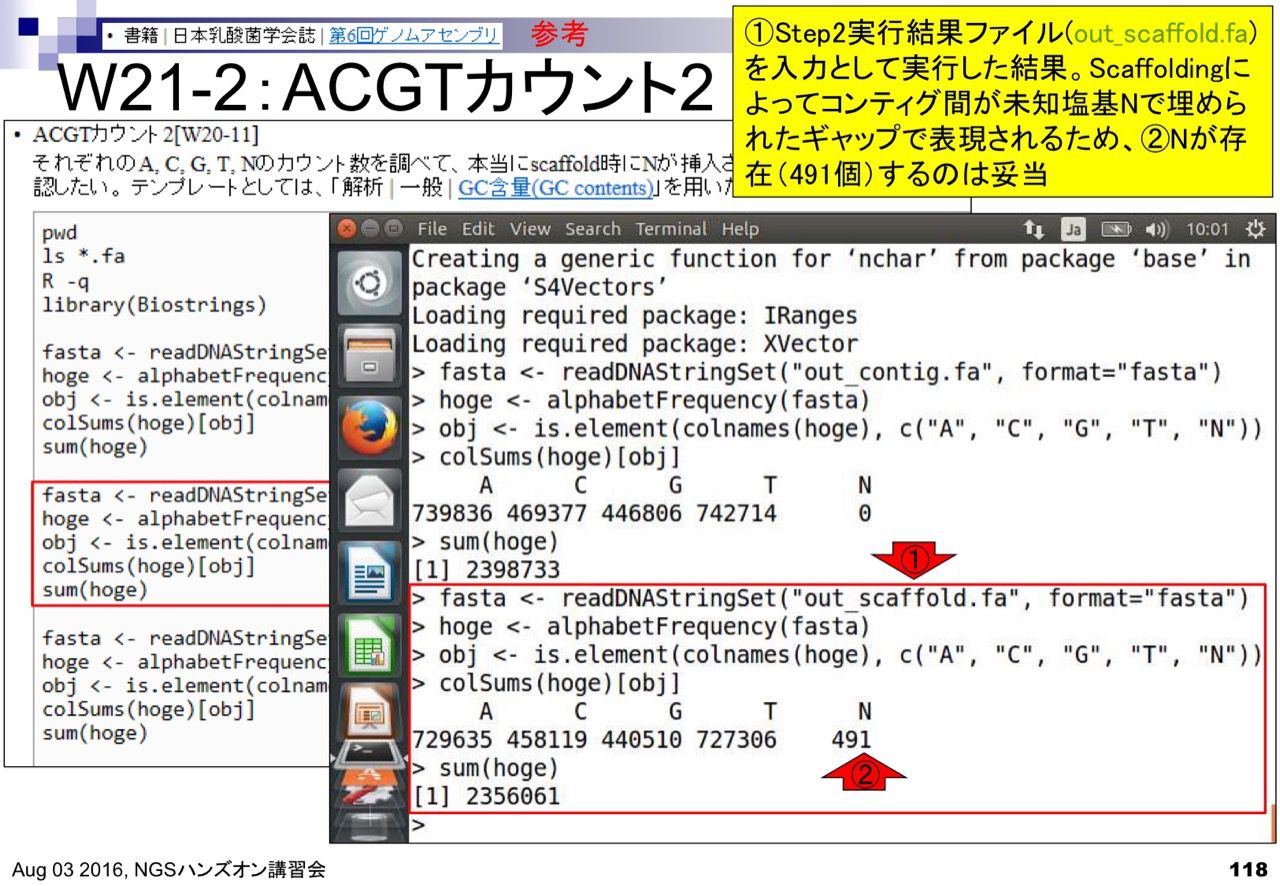 • 書籍 | 日本乳酸菌学会誌 | 第6回ゲノムアセンブリ
参考
W21-2：ACGTカウント2
①Step2実行結果ファイル(out_scaffold.fa)
を入力として実行した結果。Scaffoldingに
よってコンティグ間が未知塩基Nで埋めら
れたギャップで表現されるため、②Nが存
在（491個）するのは妥当
• ACGTカウント2[W20-11]
それぞれのA, C, G, T, Nのカウント数を調べて、本当にscaffold時にNが挿入さ
認したい。テンプレートとしては、「解析 | 一般 | GC含量(GC contents)」を用いた
pwd
ls *.fa
R -q
library(Biostrings)
fasta <- readDNAStringSe
hoge <- alphabetFrequenc
obj <- is.element(colnam
colSums(hoge)[obj]
sum(hoge)
fasta <- readDNAStringSe
hoge <- alphabetFrequency
obj <- is.element(colnam
colSums(hoge)[obj]
sum(hoge)
fasta <- readDNAStringSe
hoge <- alphabetFrequenc
obj <- is.element(colnam
colSums(hoge)[obj]
sum(hoge)
File Edit View Search Terminal Help
Ja
10:01
Creating a generic function for ‘nchar’ from package ‘base’ in
package ‘S4Vectors’
Loading required package: IRanges
Loading required package: XVector
> fasta <- readDNAStringSet("out_contig.fa", format="fasta")
> hoge <- alphabetFrequency(fasta)
> obj <- is.element(colnames(hoge), c("A", "C", "G", "T", "N"))
> colSums(hoge)[obj]
A C G T N
739836 469377 446806 742714 0
> sum(hoge)
[1] 2398733
①
> fasta <- readDNAStringSet("out_scaffold.fa", format="fasta")
> hoge <- alphabetFrequency(fasta)
> obj <- is.element(colnames(hoge), c("A", "C", "G", "T", "N"))
> colSums(hoge)[obj]
A C G T N
729635 458119 440510 727306 491
> sum(hoge)
②
[1] 2356061
>
Aug 03 2016, NGSハンズオン講習会
118